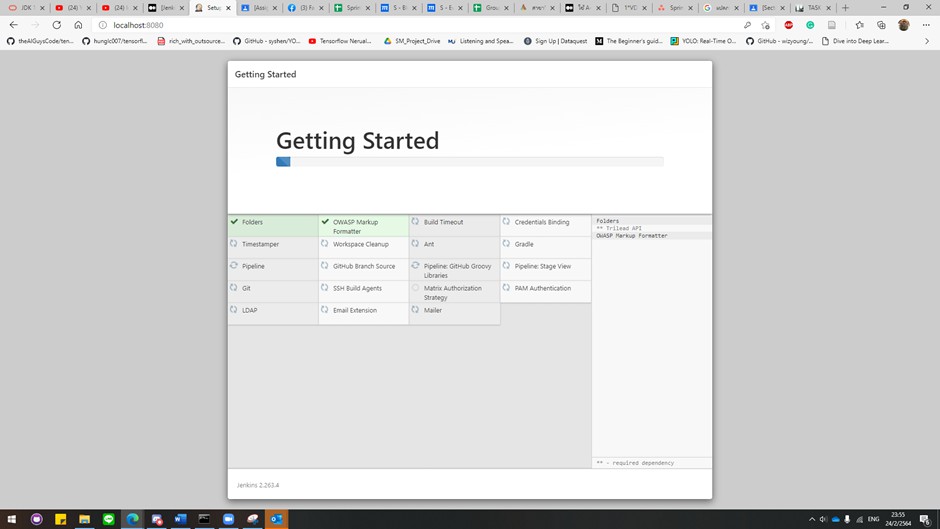 JDK
(24) l
(24) l
[Jenk
Setup
[Assi
(3) Fa
Sprin
S - El
S - El
Grou
Sprin
[Sect
TASK
localhost:8080
theAIGuysCode/ten...
hunglc007/tensorfl...
rich_with_outsource...
GitHub - syshen/YO...
Tensorflow Nerual...
SM_Project_Drive
Listening and Spea...
Sign Up | Dataquest
The Beginner's guid...
YOLO: Real-Time O...
GitHub - wizyoung/...
Dive into Deep Lear...
Getting Started
Getting Started
Folders
OWASP Markup
Formatter
Build Timeout
Credentials Binding
Timestamper
Workspace Cleanup
Ant
Gradle
Pipeline
GitHub Branch Source
Pipeline: GitHub Groovy
Libraries
Pipeline: Stage View
Git
SSH Build Agents
Matrix Authorization
Strategy
PAM Authentication
LDAP
Email Extension
Mailer
Folders
** Trilead API
OWASP Markup Formatter
** - required dependency
Jenkins 2.263.4
ENG
23:55
24/2/2564